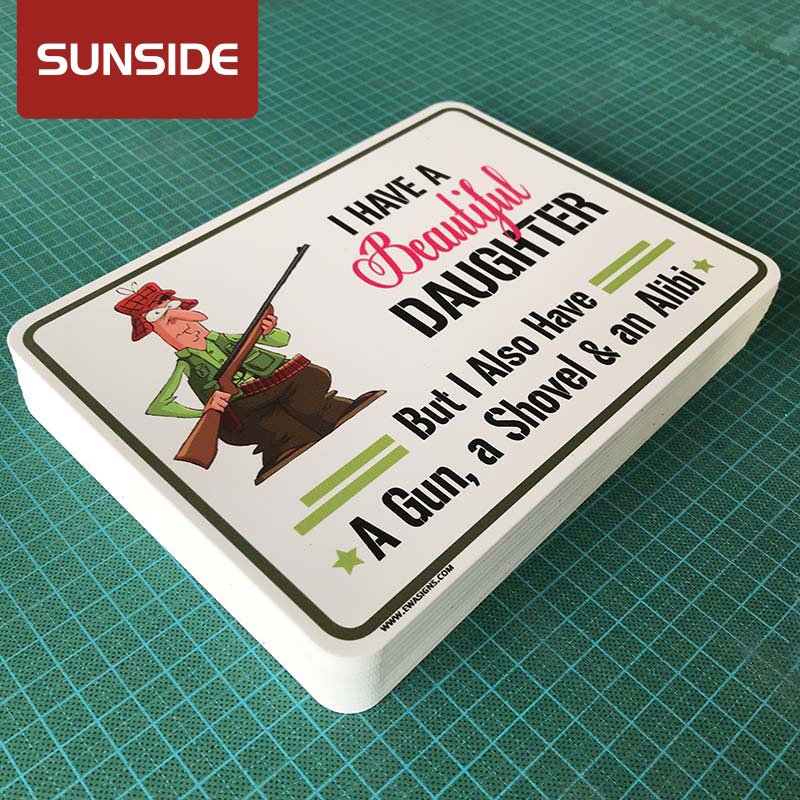 SUNSIDE
I HAVE A
Beautiful
DAUGHTER
But I Also Have
A Gun, a Shovel & an Alibi
WWW.EWASIGNS.COM